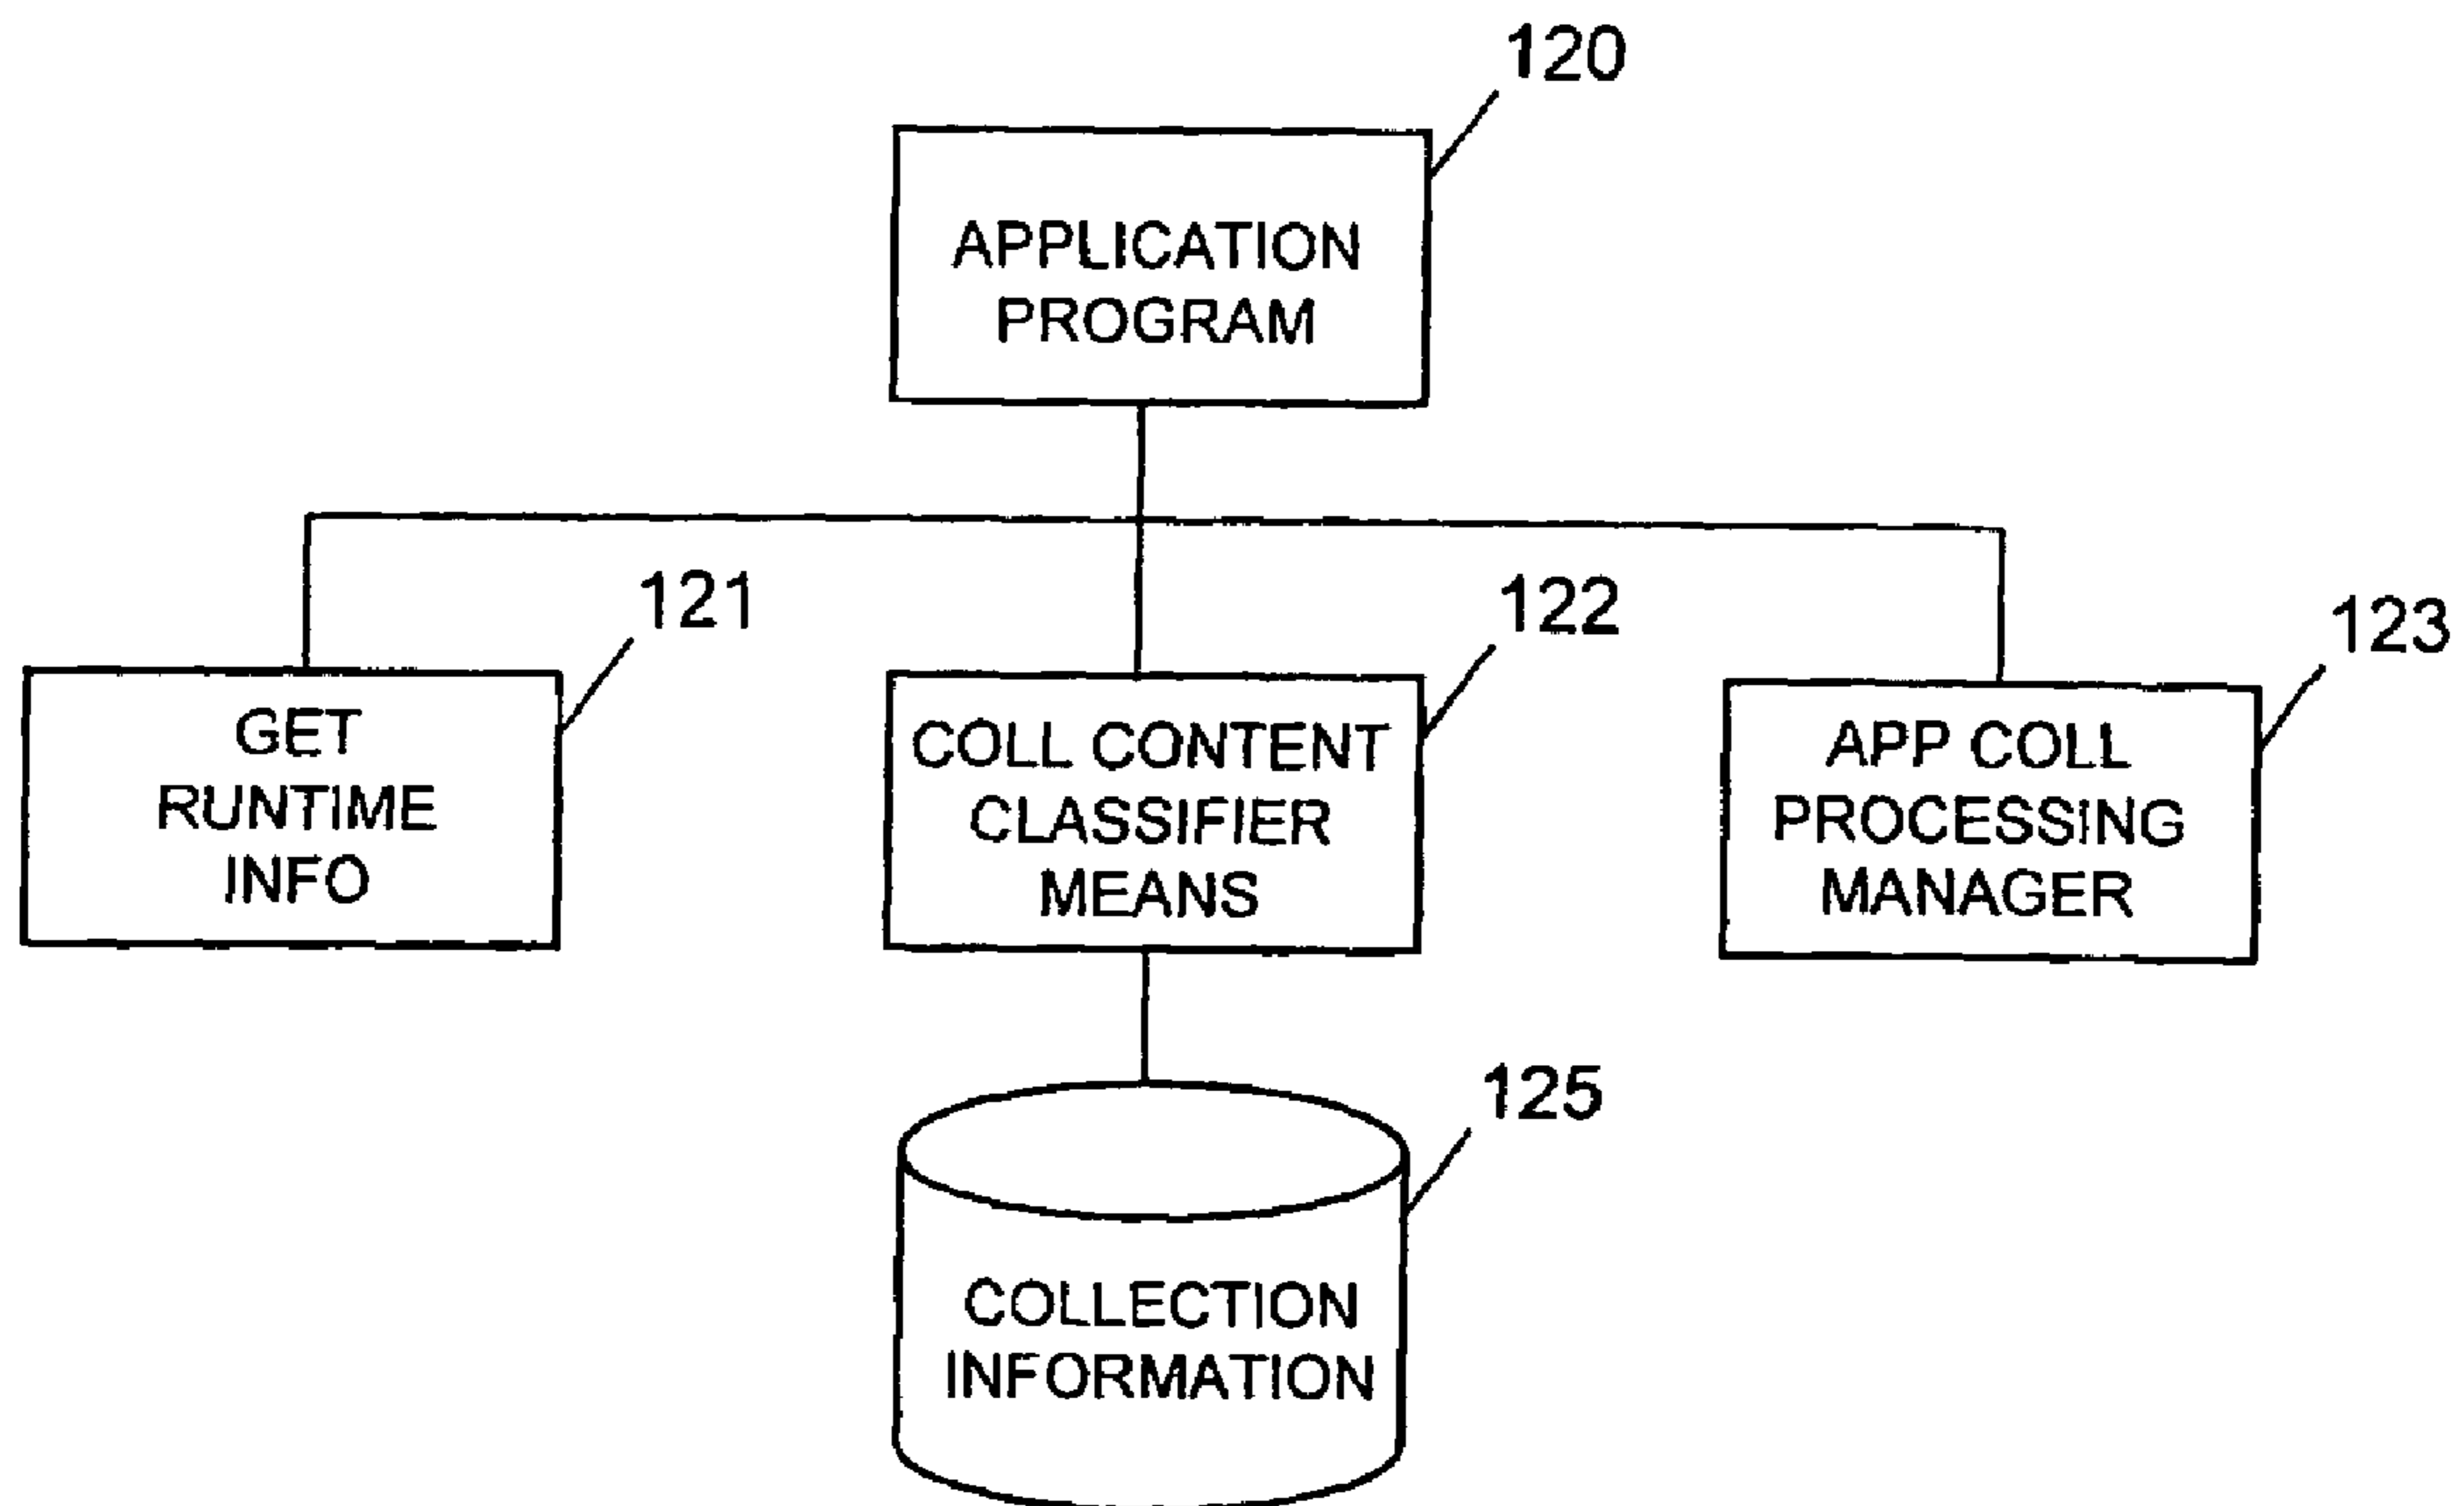 120
APPLICATION
PROGRAM
121
122
123
GET
RUNTIME
INFO
COLL CONTENT
CLASSIFIER
MEANS
APP COLL
PROCESSING
MANAGER
125
COLLECTION
INFORMATION